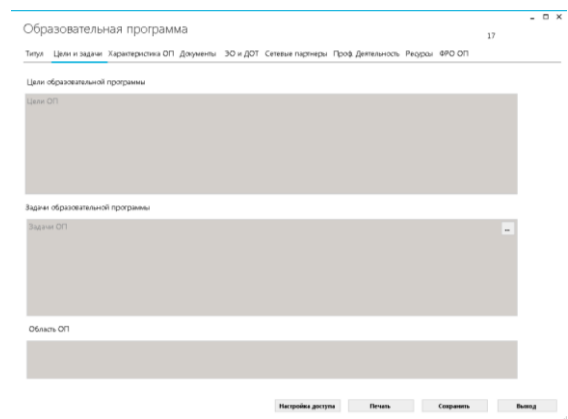 Образовательная программа
17
Титул Цели и задачи Характеристика ОП Документы ЭО и ДОТ Сетевые партнеры Проф. Деятельность Ресурсы ФРО ОП
Цели образовательной программы
Цели ОП
Задачи образовательной программы
Задачи ОП
...
Область ОП
Настройка доступа Печать Сохранить Выход